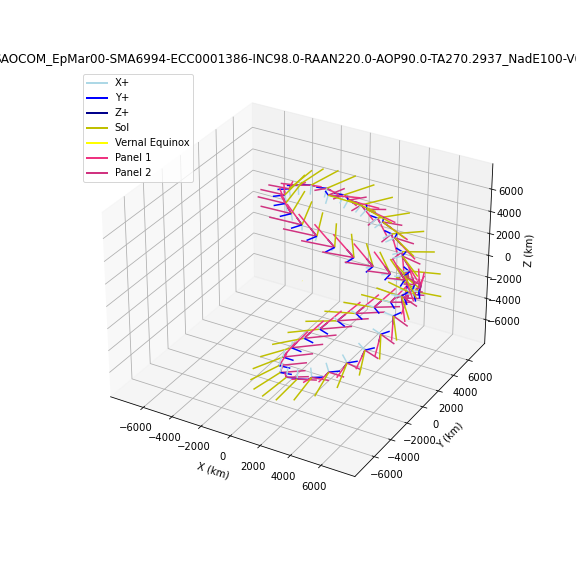 SAOCOM_EpMar00-SMA6994-ECC0001386-INC98.0-RAAN220.0-AOP90.0-TA270.2937_NadE100-V
X+
Y+
Z+
Sol
Vernal Equinox
Panel 1
Panel 2
6000
4000
2000
0
−2000
−4000
−6000
Z (km)
6000
4000
2000
0
−2000
−4000
−6000
Y (km)
−6000
−4000
−2000
0
2000
4000
6000
X (km)